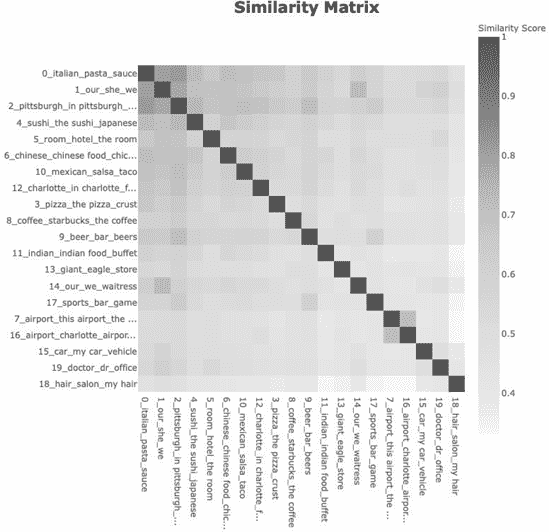 Similarity Matrix
Similarity Score
1
0.9
0.8
0.7
0.6
0.5
0.4
0_italian_pasta_sauce
1_our_she_we
2_pittsburgh_in pittsburgh_...
4_sushi_the sushi_japanese
5_room_hotel_the room
6_chinese_chinese food_chic...
10_mexican_salsa_taco
12_charlotte_in charlotte_f...
3_pizza_the pizza_crust
8_coffee_starbucks_the coffee
9_beer_bar_beers
11_indian_indian food_buffet
13_giant_eagle_store
14_our_we_waitress
17_sports_bar_game
7_airport_this airport_the ...
16_airport_charlotte_airpor...
15_car_my car_vehicle
19_doctor_dr_office
18_hair_salon_my hair
0_italian_pasta_sauce
1_our_she_we
2_pittsburgh_in pittsburgh_...
4_sushi_the sushi_japanese
5_room_hotel_the room
6_chinese_chinese food_chic...
10_mexican_salsa_taco
12_charlotte_in charlotte_f...
3_pizza_the pizza_crust
8_coffee_starbucks_the coffee
9_beer_bar_beers
11_indian_indian food_buffet
13_giant_eagle_store
14_our_we_waitress
17_sports_bar_game
7_airport_this airport_the ...
16_airport_charlotte_airpor...
15_car_my car_vehicle
19_doctor_dr_office
18_hair_salon_my hair